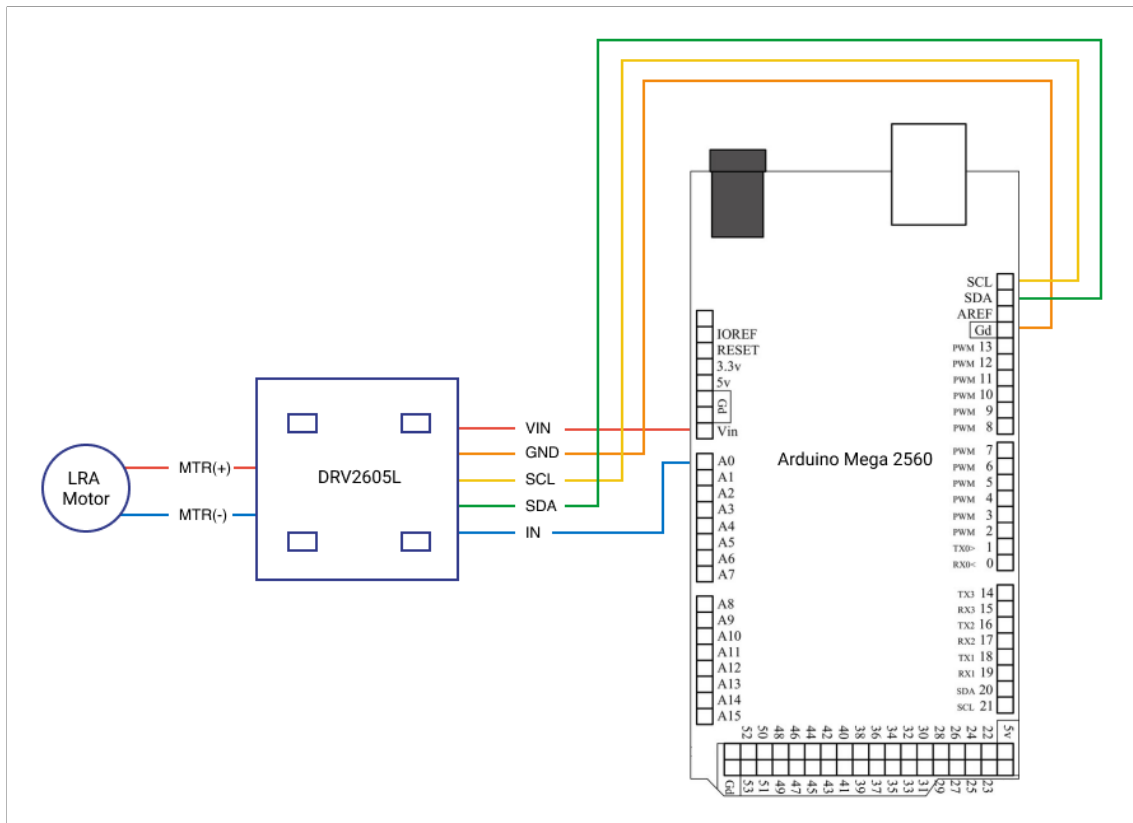 LRA
Motor
MTR(+)
MTR(-)
DRV2605L
VIN
GND
SCL
SDA
IN
Arduino Mega 2560
IOREF
RESET
3.3v
5v
Gd
Vin
A0
A1
A2
A3
A4
A5
A6
A7
A8
A9
A10
A11
A12
A13
A14
A15
SCL
SDA
AREF
Gd
PWM 13
PWM 12
PWM 11
PWM 10
PWM 9
PWM 8
PWM 7
PWM 6
PWM 5
PWM 4
PWM 3
PWM 2
TX0> 1
RX0< 0
TX3 14
RX3 15
TX2 16
RX2 17
TX1 18
RX1 19
SDA 20
SCL 21
52 50 48 46 44 42 40 38 36 34 32 30 28 26 24 22 5v
Gd 53 51 49 47 45 43 41 39 37 35 33 31 29 27 25 23